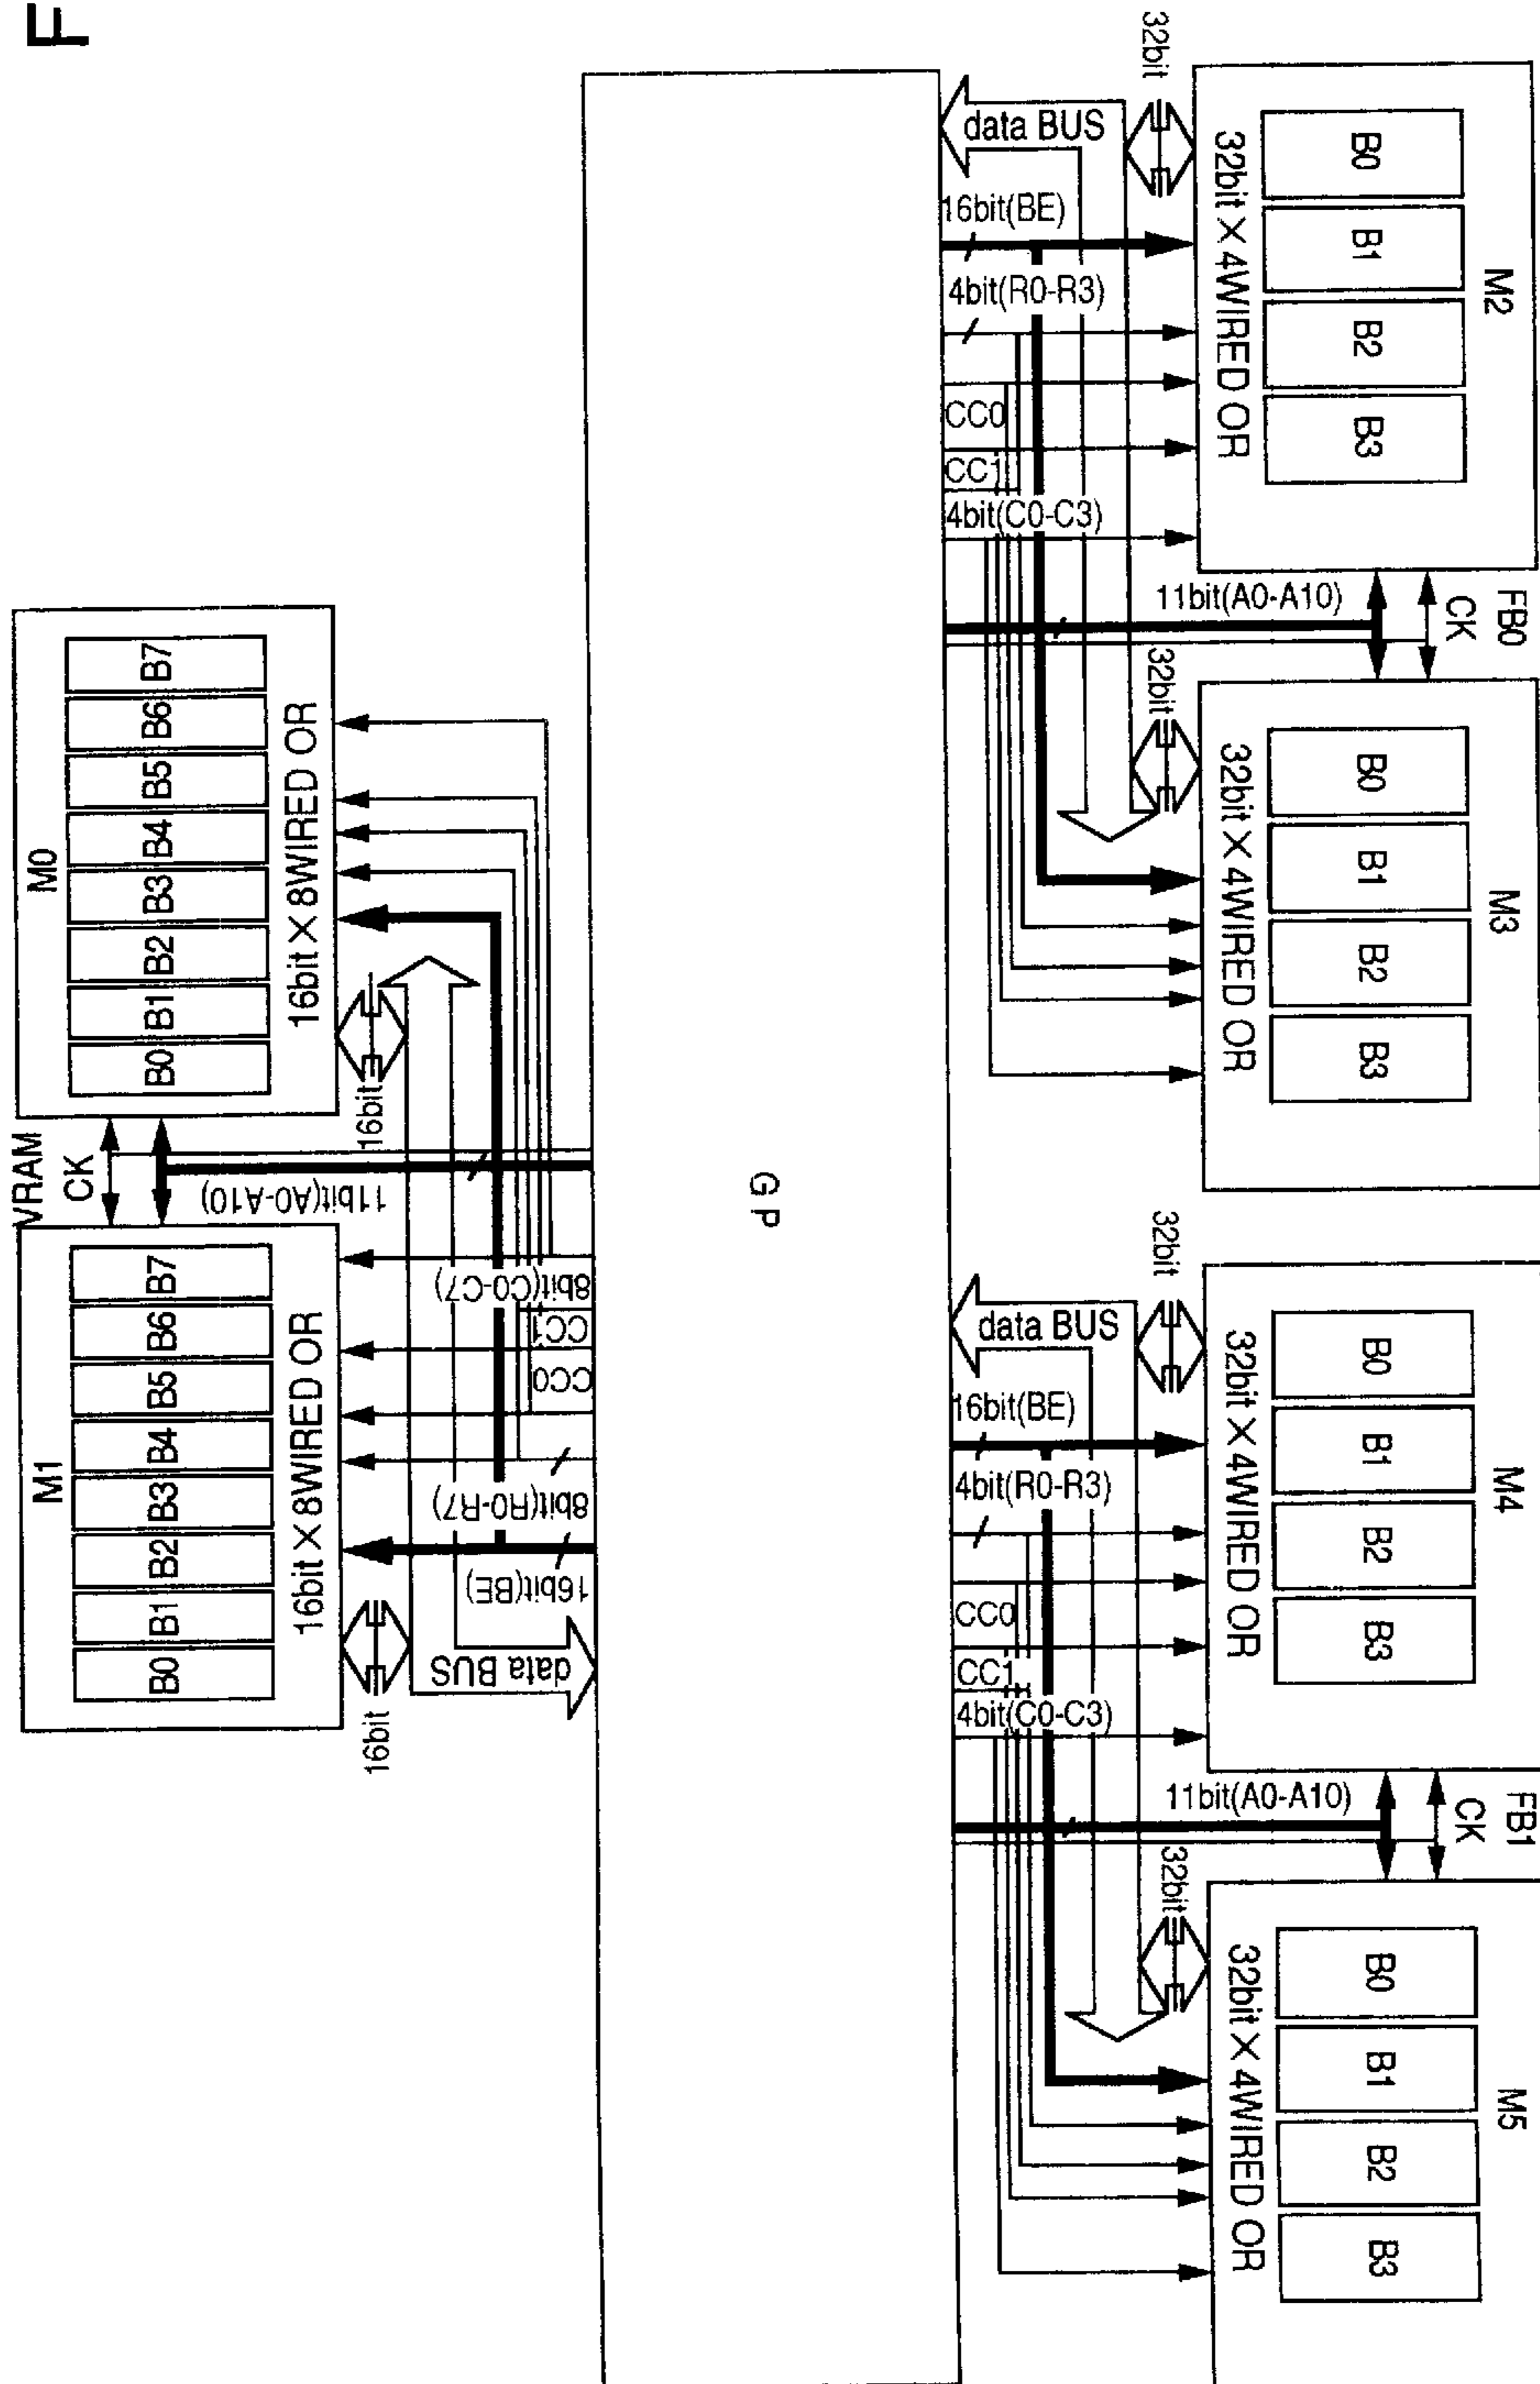 32bit
data BUS
16bit(BE)
4bit(R0-R3)
CC0
CC1
4bit(C0-C3)
11bit(A0-A10)
32bit×4WIRED OR
B0
B1
B2
B3
M2
FB0
CK
32bit
32bit×4WIRED OR
B0
B1
B2
B3
M3
M0
B7
B6
B5
B4
B3
B2
B1
B0
16bit×8WIRED OR
16bit
VRAM
CK
11bit(A0-A10)
M1
B7
B6
B5
B4
B3
B2
B1
B0
16bit×8WIRED OR
8bit(C0-C7)
CC1
CC0
8bit(R0-R7)
16bit(BE)
data BUS
16bit
G P
32bit
data BUS
16bit(BE)
4bit(R0-R3)
CC0
CC1
4bit(C0-C3)
11bit(A0-A10)
32bit×4WIRED OR
B0
B1
B2
B3
M4
FB1
CK
32bit
32bit×4WIRED OR
B0
B1
B2
B3
M5